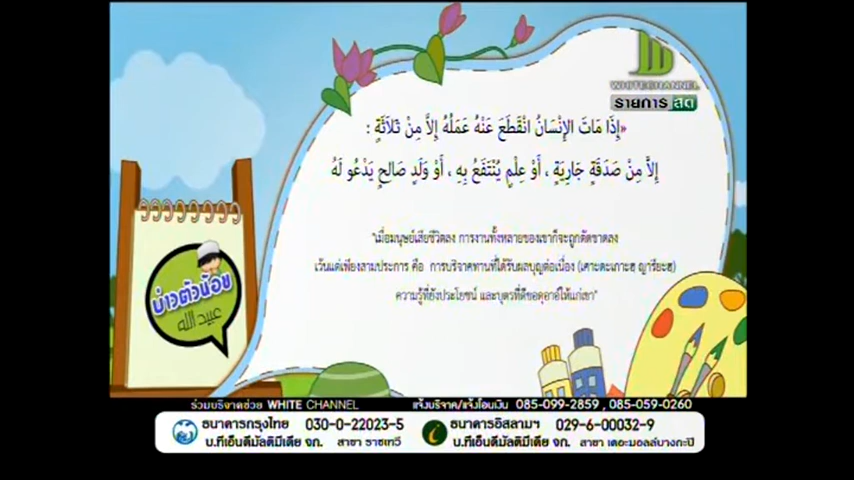 WHITECHANNEL
รายการ สด
«إِذَا مَاتَ الإِنْسَانُ انْقَطَعَ عَنْهُ عَمَلُهُ إِلاَّ مِنْ ثَلاَثَةٍ :
إِلاَّ مِنْ صَدَقَةٍ جَارِيَةٍ ، أَوْ عِلْمٍ يُنْتَفَعُ بِهِ ، أَوْ وَلَدٍ صَالِحٍ يَدْعُو لَهُ
"เมื่อมนุษย์เสียชีวิตลง การงานทั้งหลายของเขาก็จะถูกตัดขาดลง
เว้นแต่เพียงสามประการ คือ การบริจาคทานที่ได้รับผลบุญต่อเนื่อง (เศาะดะเกาะฮฺ ญารียะฮฺ)
ความรู้ที่ยังประโยชน์ และบุตรที่ดีขอดุอาอ์ให้แก่เขา"
บ่าวตัวน้อย
عبيد الله
ร่วมบริจาคช่วย WHITE CHANNEL แจ้งบริจาค/แจ้งโอนเงิน 085-099-2859 , 085-059-0260
ธนาคารกรุงไทย 030-0-22023-5 ธนาคารอิสลามฯ 029-6-00032-9
บ.ทีเอ็นดีมัลติมีเดีย จก. สาขา ราชเทวี บ.ทีเอ็นดีมัลติมีเดีย จก. สาขา เดอะมอลล์บางกะปิ